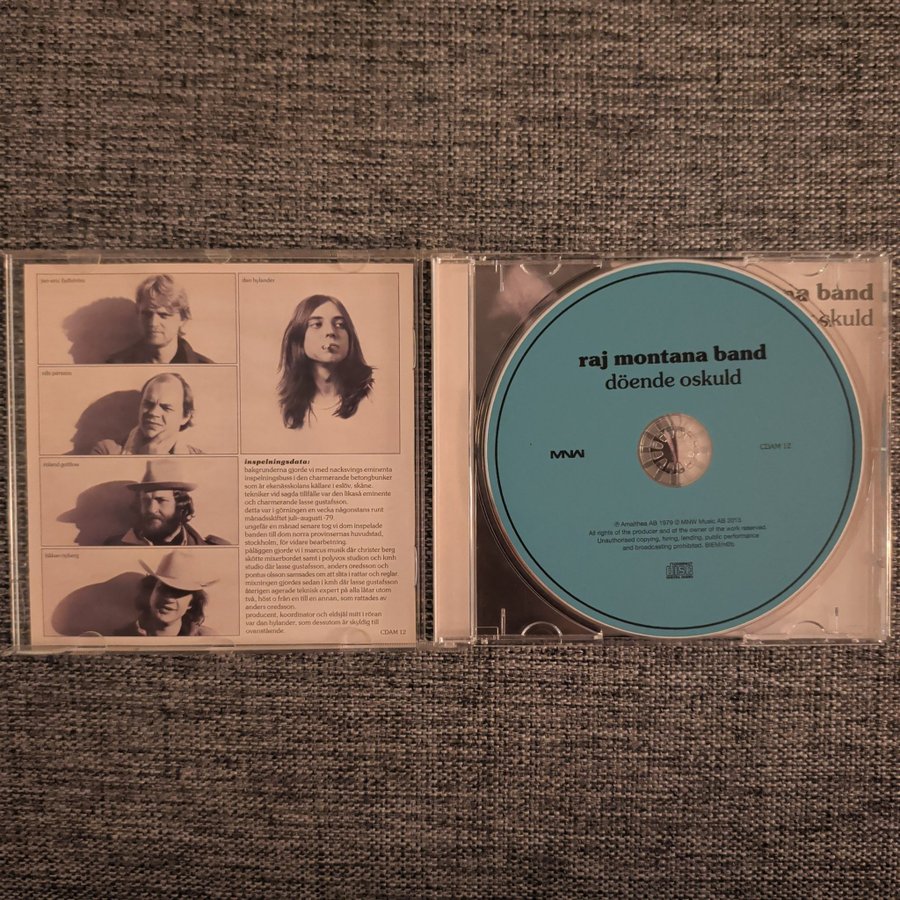 jan-eric fjellström
dan hylander
nils persson
roland gottlow
håkan nyberg
inspelningsdata:
bakgrunderna gjorde vi med nacksvings eminenta
inspelningsbuss i den charmerande betongbunker
som är ekenässkolans källare i eslöv, skåne.
tekniker vid sagda tillfälle var den likaså eminente
och charmerande lasse gustafsson.
detta var i görningen en vecka någonstans runt
månadsskiftet juli-augusti -79.
ungefär en månad senare tog vi dom inspelade
banden till dom norra provinsernas huvudstad,
stockholm, för vidare bearbetning.
påläggen gjorde vi i marcus musik där christer berg
skötte mixerbordet samt i polyvox studion och kmh
studio där lasse gustafsson, anders oredsson och
pontus olsson samsades om att slita i rattar och reglar.
mixningen gjordes sedan i kmh där lasse gustafsson
återigen agerade teknisk expert på alla låtar utom
två, höst o från en till en annan, som rattades av
anders oredsson.
producent, koordinator och eldsjäl mitt i röran
var dan hylander, som dessutom är skyldig till
ovanstående.
CDAM 12
raj montana band
döende oskuld
MNW
CDAM 12
℗ Amalthea AB 1979 © MNW Music AB 2015
All rights of the producer and of the owner of the work reserved.
Unauthorised copying, hiring, lending, public performance
and broadcasting prohibited. BIEM/ncb
COMPACT
disc
DIGITAL AUDIO
na band
skuld